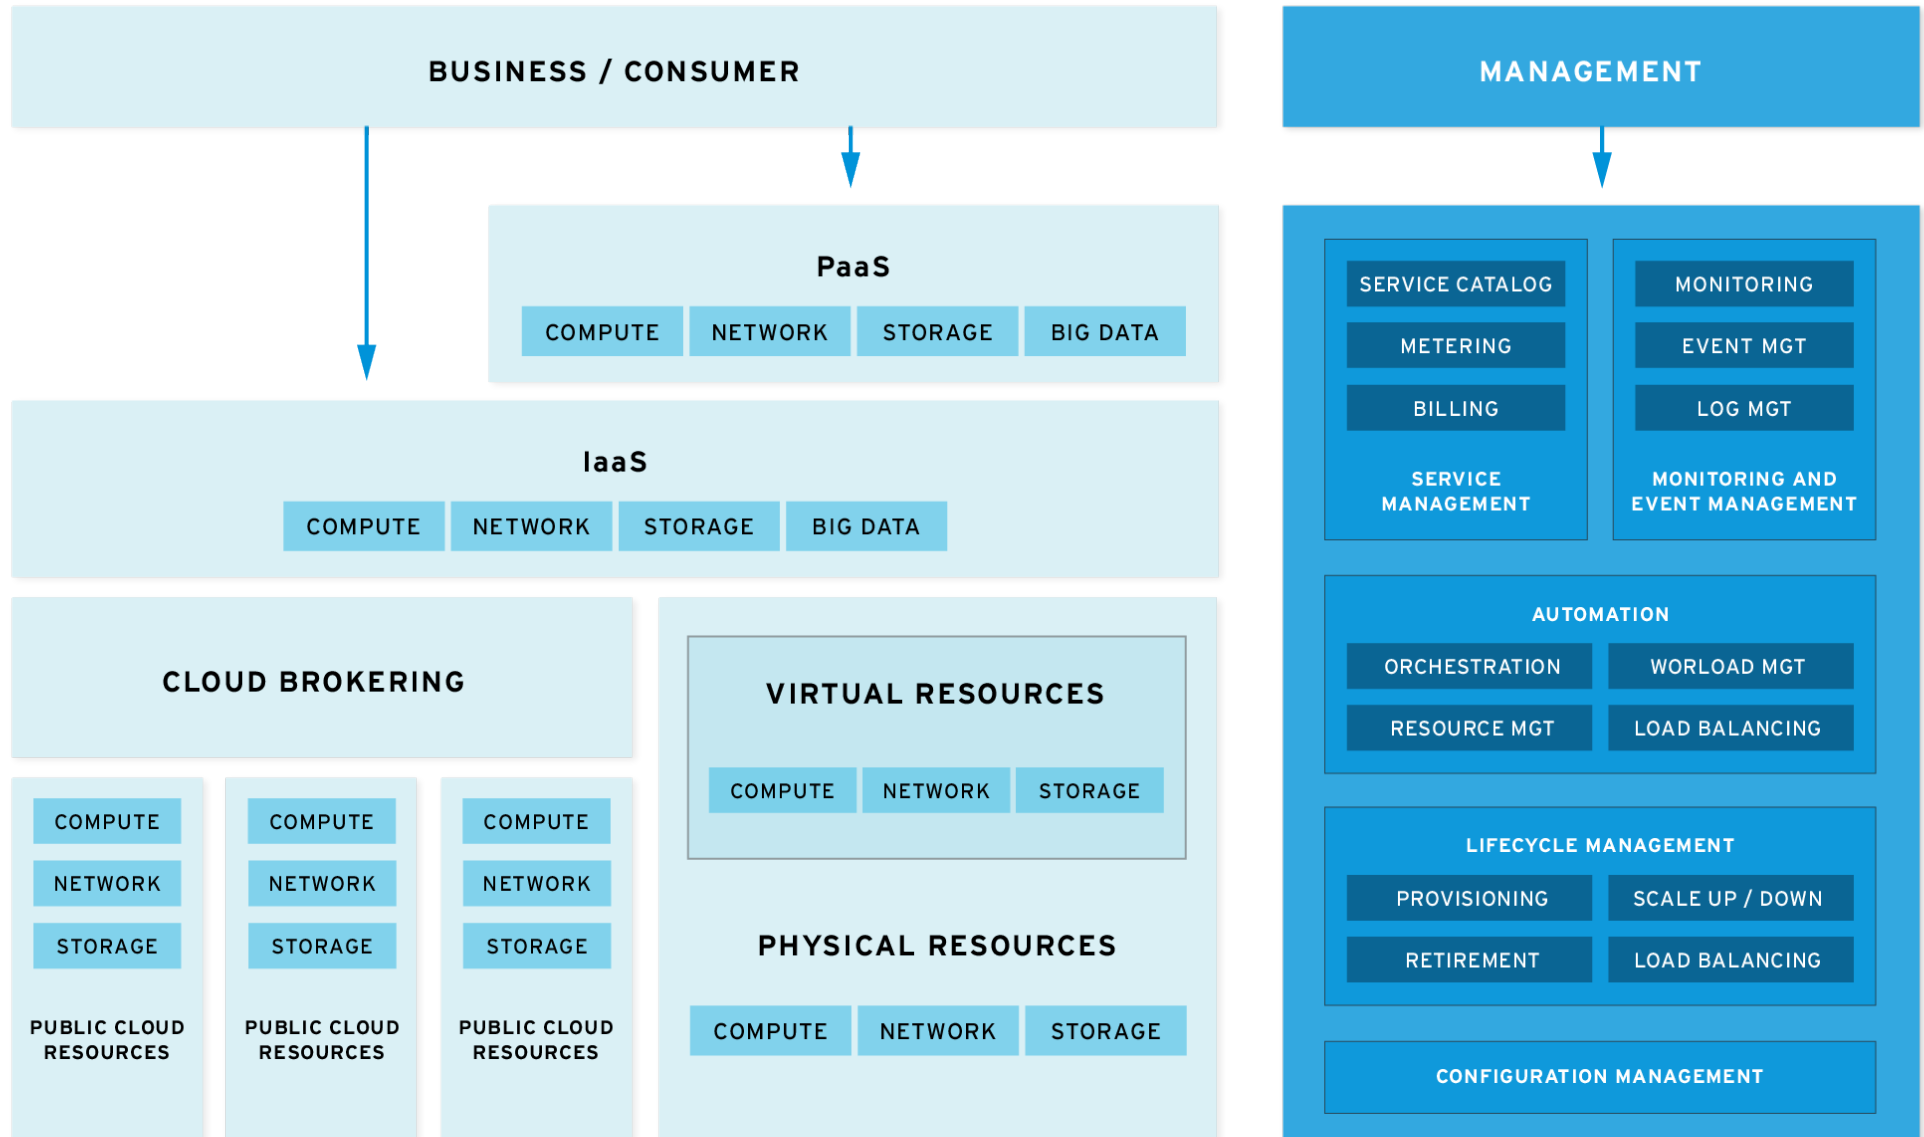 BUSINESS / CONSUMER
PaaS
COMPUTE
NETWORK
STORAGE
BIG DATA
IaaS
COMPUTE
NETWORK
STORAGE
BIG DATA
CLOUD BROKERING
COMPUTE
NETWORK
STORAGE
PUBLIC CLOUD
RESOURCES
COMPUTE
NETWORK
STORAGE
PUBLIC CLOUD
RESOURCES
COMPUTE
NETWORK
STORAGE
PUBLIC CLOUD
RESOURCES
VIRTUAL RESOURCES
COMPUTE
NETWORK
STORAGE
PHYSICAL RESOURCES
COMPUTE
NETWORK
STORAGE
MANAGEMENT
SERVICE CATALOG
METERING
BILLING
SERVICE
MANAGEMENT
MONITORING
EVENT MGT
LOG MGT
MONITORING AND
EVENT MANAGEMENT
AUTOMATION
ORCHESTRATION
WORLOAD MGT
RESOURCE MGT
LOAD BALANCING
LIFECYCLE MANAGEMENT
PROVISIONING
SCALE UP / DOWN
RETIREMENT
LOAD BALANCING
CONFIGURATION MANAGEMENT